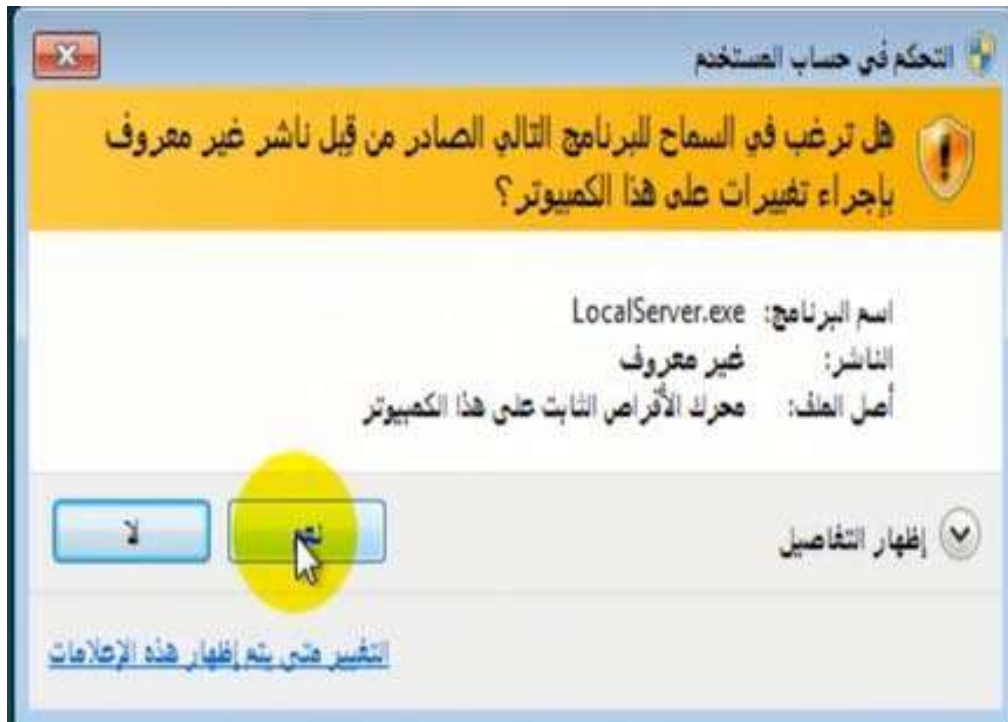 التحكم في حساب المستخدم
هل ترغب في السماح للبرنامج التالي الصادر من قِبل ناشر غير معروف
بإجراء تغييرات على هذا الكمبيوتر؟
اسم البرنامج: LocalServer.exe
الناشر: غير معروف
أصل الملف: محرك الأقراص الثابت على هذا الكمبيوتر
إظهار التفاصيل نعم لا
التغيير متى يتم إظهار هذه الإعلامات